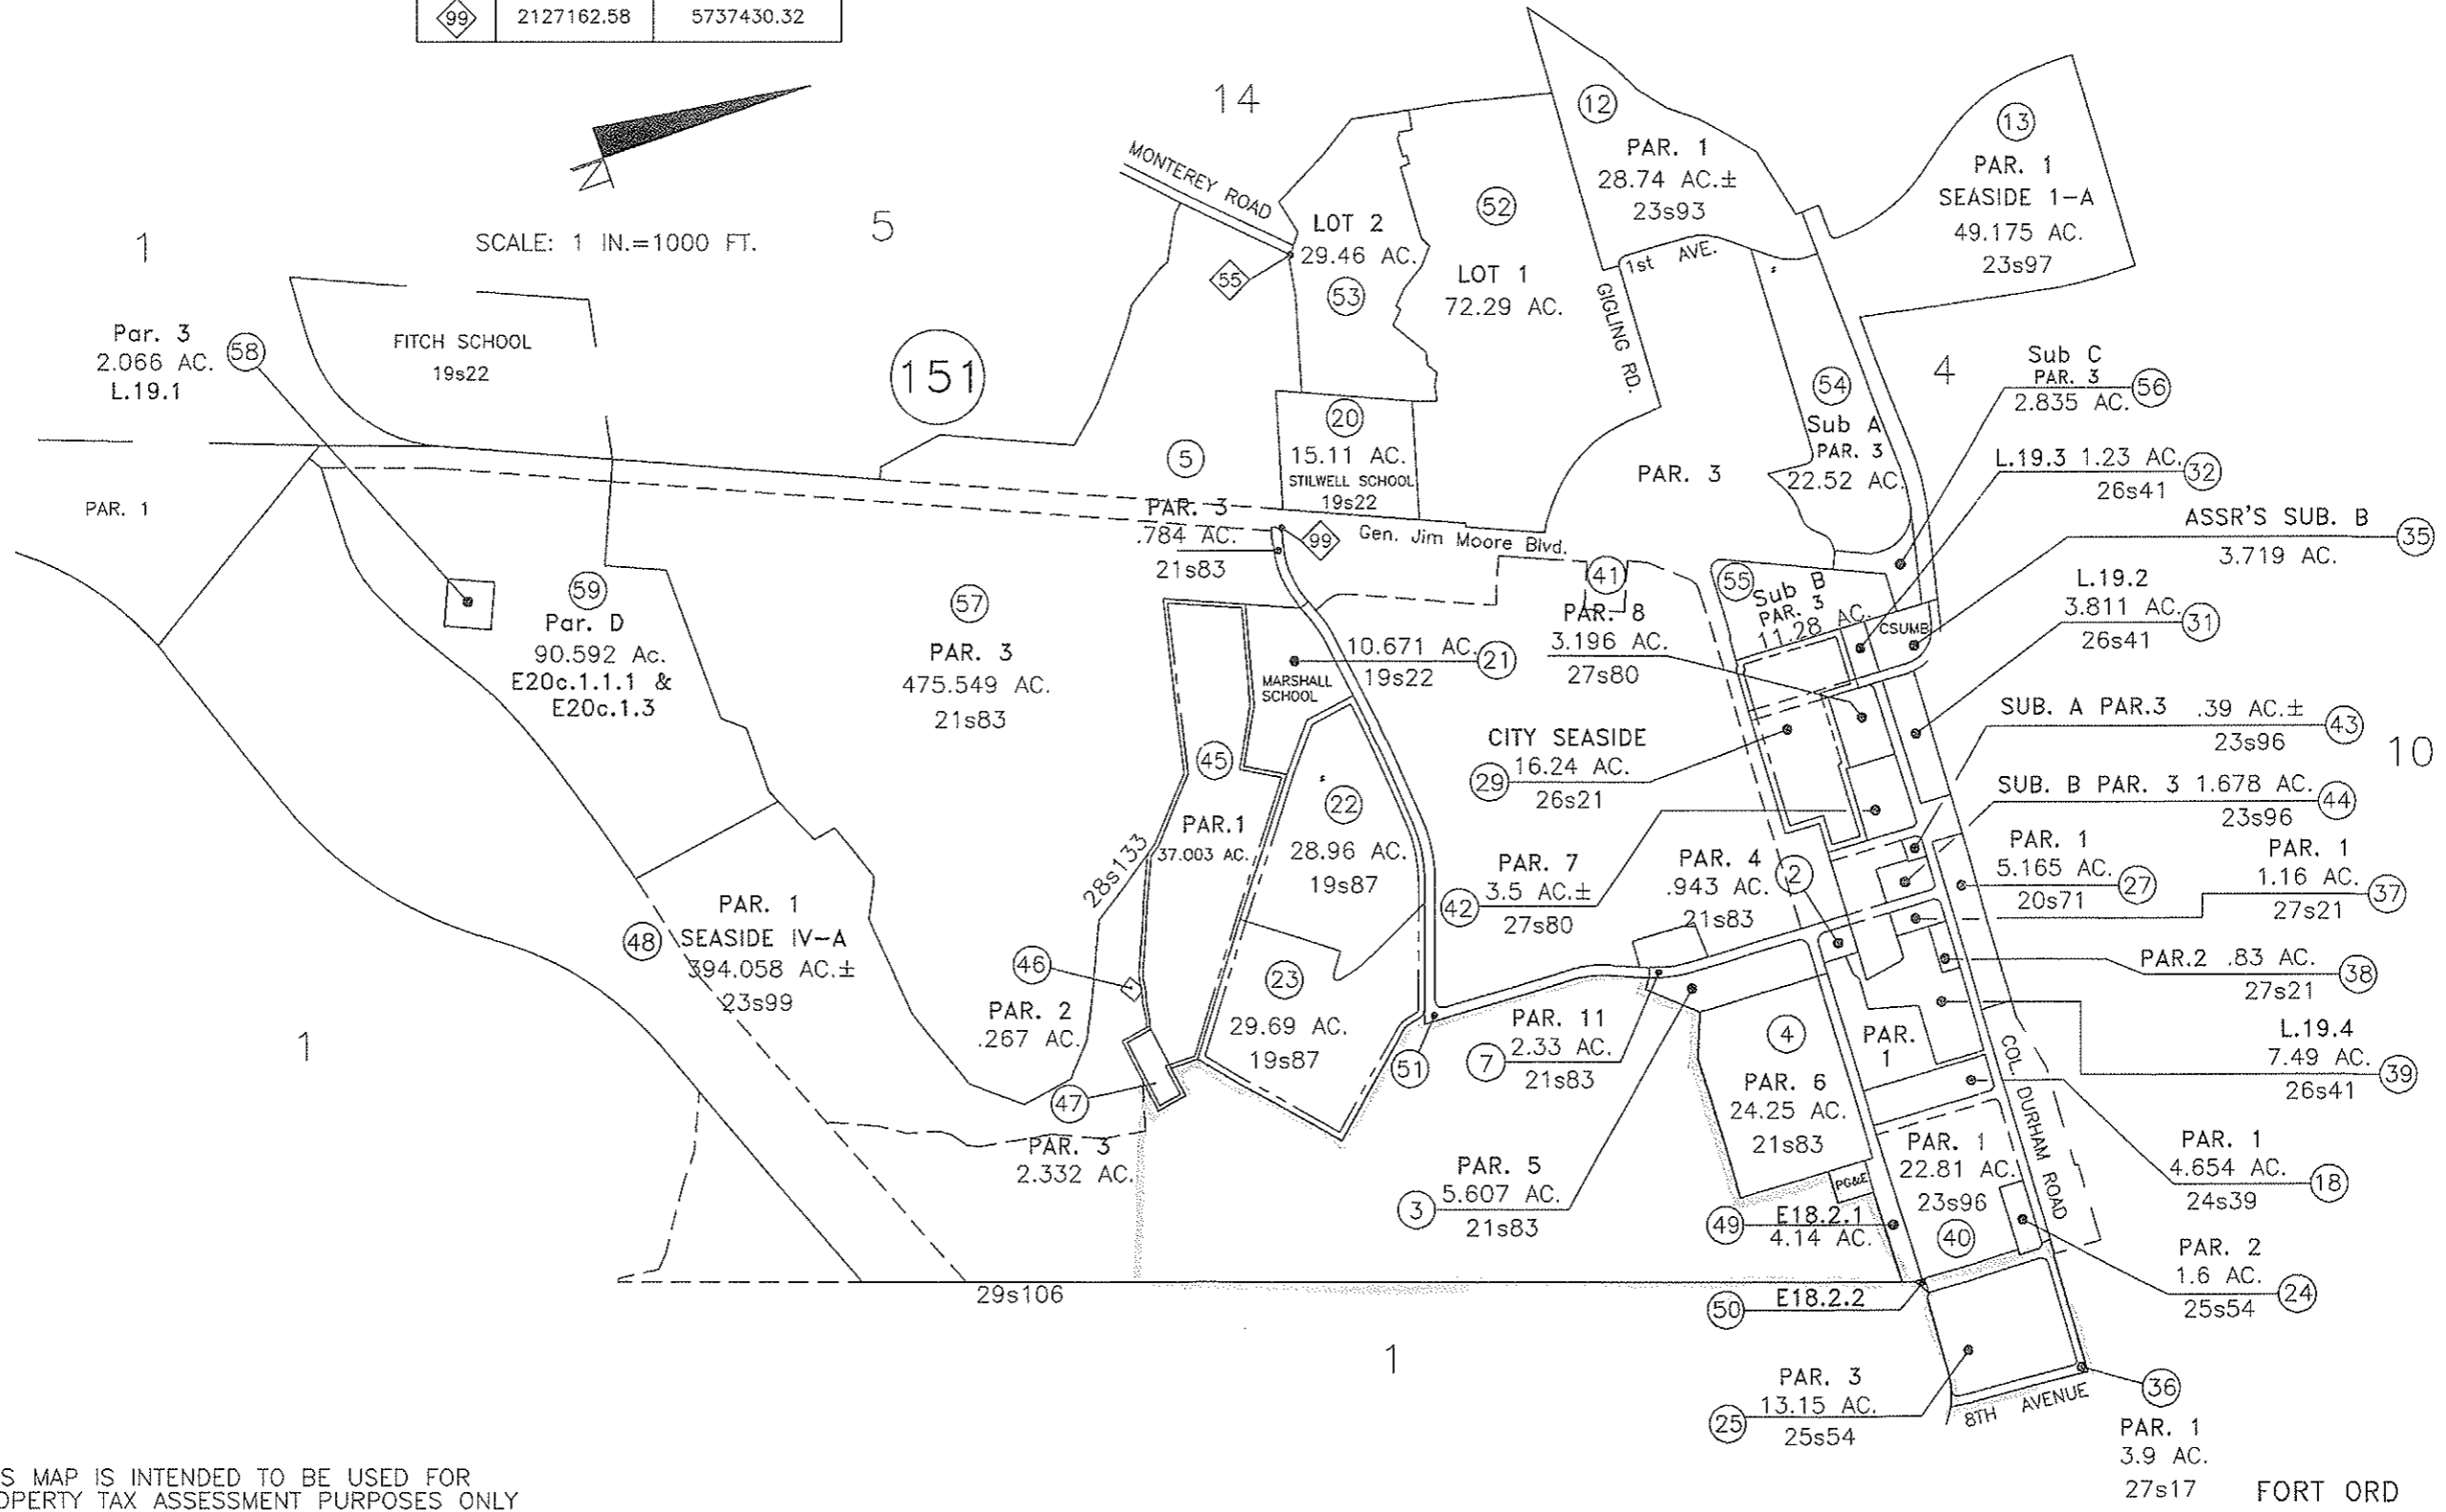 99 2127162.58 5737430.32
14
MONTEREY ROAD
N
SCALE: 1 IN.=1000 FT.
1
5
Par. 3
2.066 AC.
L.19.1
58
FITCH SCHOOL
19s22
151
PAR. 1
55
LOT 2
29.46 AC.
53
52
LOT 1
72.29 AC.
12
PAR. 1
28.74 AC.±
23s93
1st AVE.
GIGLING RD.
13
PAR. 1
SEASIDE 1-A
49.175 AC.
23s97
4
54
Sub A
PAR. 3
22.52 AC.
PAR. 3
20
15.11 AC.
STILWELL SCHOOL
19s22
5
PAR. 3
.784 AC.
21s83
99
Gen. Jim Moore Blvd.
41
55
Sub B
PAR. 3
11.28 AC.
CSUMB
Sub C
PAR. 3
2.835 AC.
56
L.19.3 1.23 AC.
26s41
32
ASSR'S SUB. B
3.719 AC.
35
L.19.2
3.811 AC.
26s41
31
SUB. A PAR.3 .39 AC.±
23s96
43
10
SUB. B PAR. 3 1.678 AC.
23s96
44
PAR. 1
5.165 AC.
20s71
27
PAR. 1
1.16 AC.
27s21
37
PAR.2 .83 AC.
27s21
38
L.19.4
7.49 AC.
26s41
39
PAR. 8
3.196 AC.
27s80
10.671 AC.
19s22
21
MARSHALL
SCHOOL
CITY SEASIDE
16.24 AC.
26s21
29
PAR. 7
3.5 AC.±
27s80
42
PAR. 4
.943 AC.
21s83
2
59
Par. D
90.592 Ac.
E20c.1.1.1 &
E20c.1.3
57
PAR. 3
475.549 AC.
21s83
45
PAR.1
37.003 AC.
28s133
22
28.96 AC.
19s87
23
29.69 AC.
19s87
48
PAR. 1
SEASIDE IV-A
394.058 AC.±
23s99
46
PAR. 2
.267 AC.
47
PAR. 3
2.332 AC.
51
PAR. 11
2.33 AC.
21s83
7
4
PAR. 6
24.25 AC.
21s83
PAR.
1
PG&E
PAR. 5
5.607 AC.
21s83
3
PAR. 1
22.81 AC.
23s96
40
COL. DURHAM ROAD
PAR. 1
4.654 AC.
24s39
18
PAR. 2
1.6 AC.
25s54
24
49
E18.2.1
4.14 AC.
50
E18.2.2
1
29s106
1
PAR. 3
13.15 AC.
25s54
25
8TH AVENUE
36
PAR. 1
3.9 AC.
27s17
FORT ORD
S MAP IS INTENDED TO BE USED FOR
OPERTY TAX ASSESSMENT PURPOSES ONLY